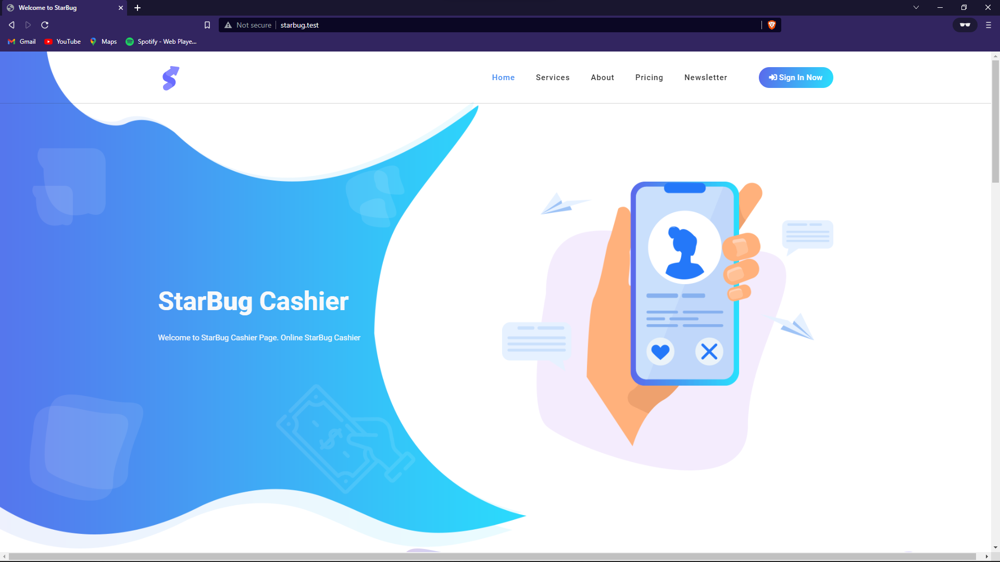 Welcome to StarBug
Not secure
starbug.test
Gmail
YouTube
Maps
Spotify - Web Playe...
Home
Services
About
Pricing
Newsletter
Sign In Now
StarBug Cashier
Welcome to StarBug Cashier Page. Online StarBug Cashier